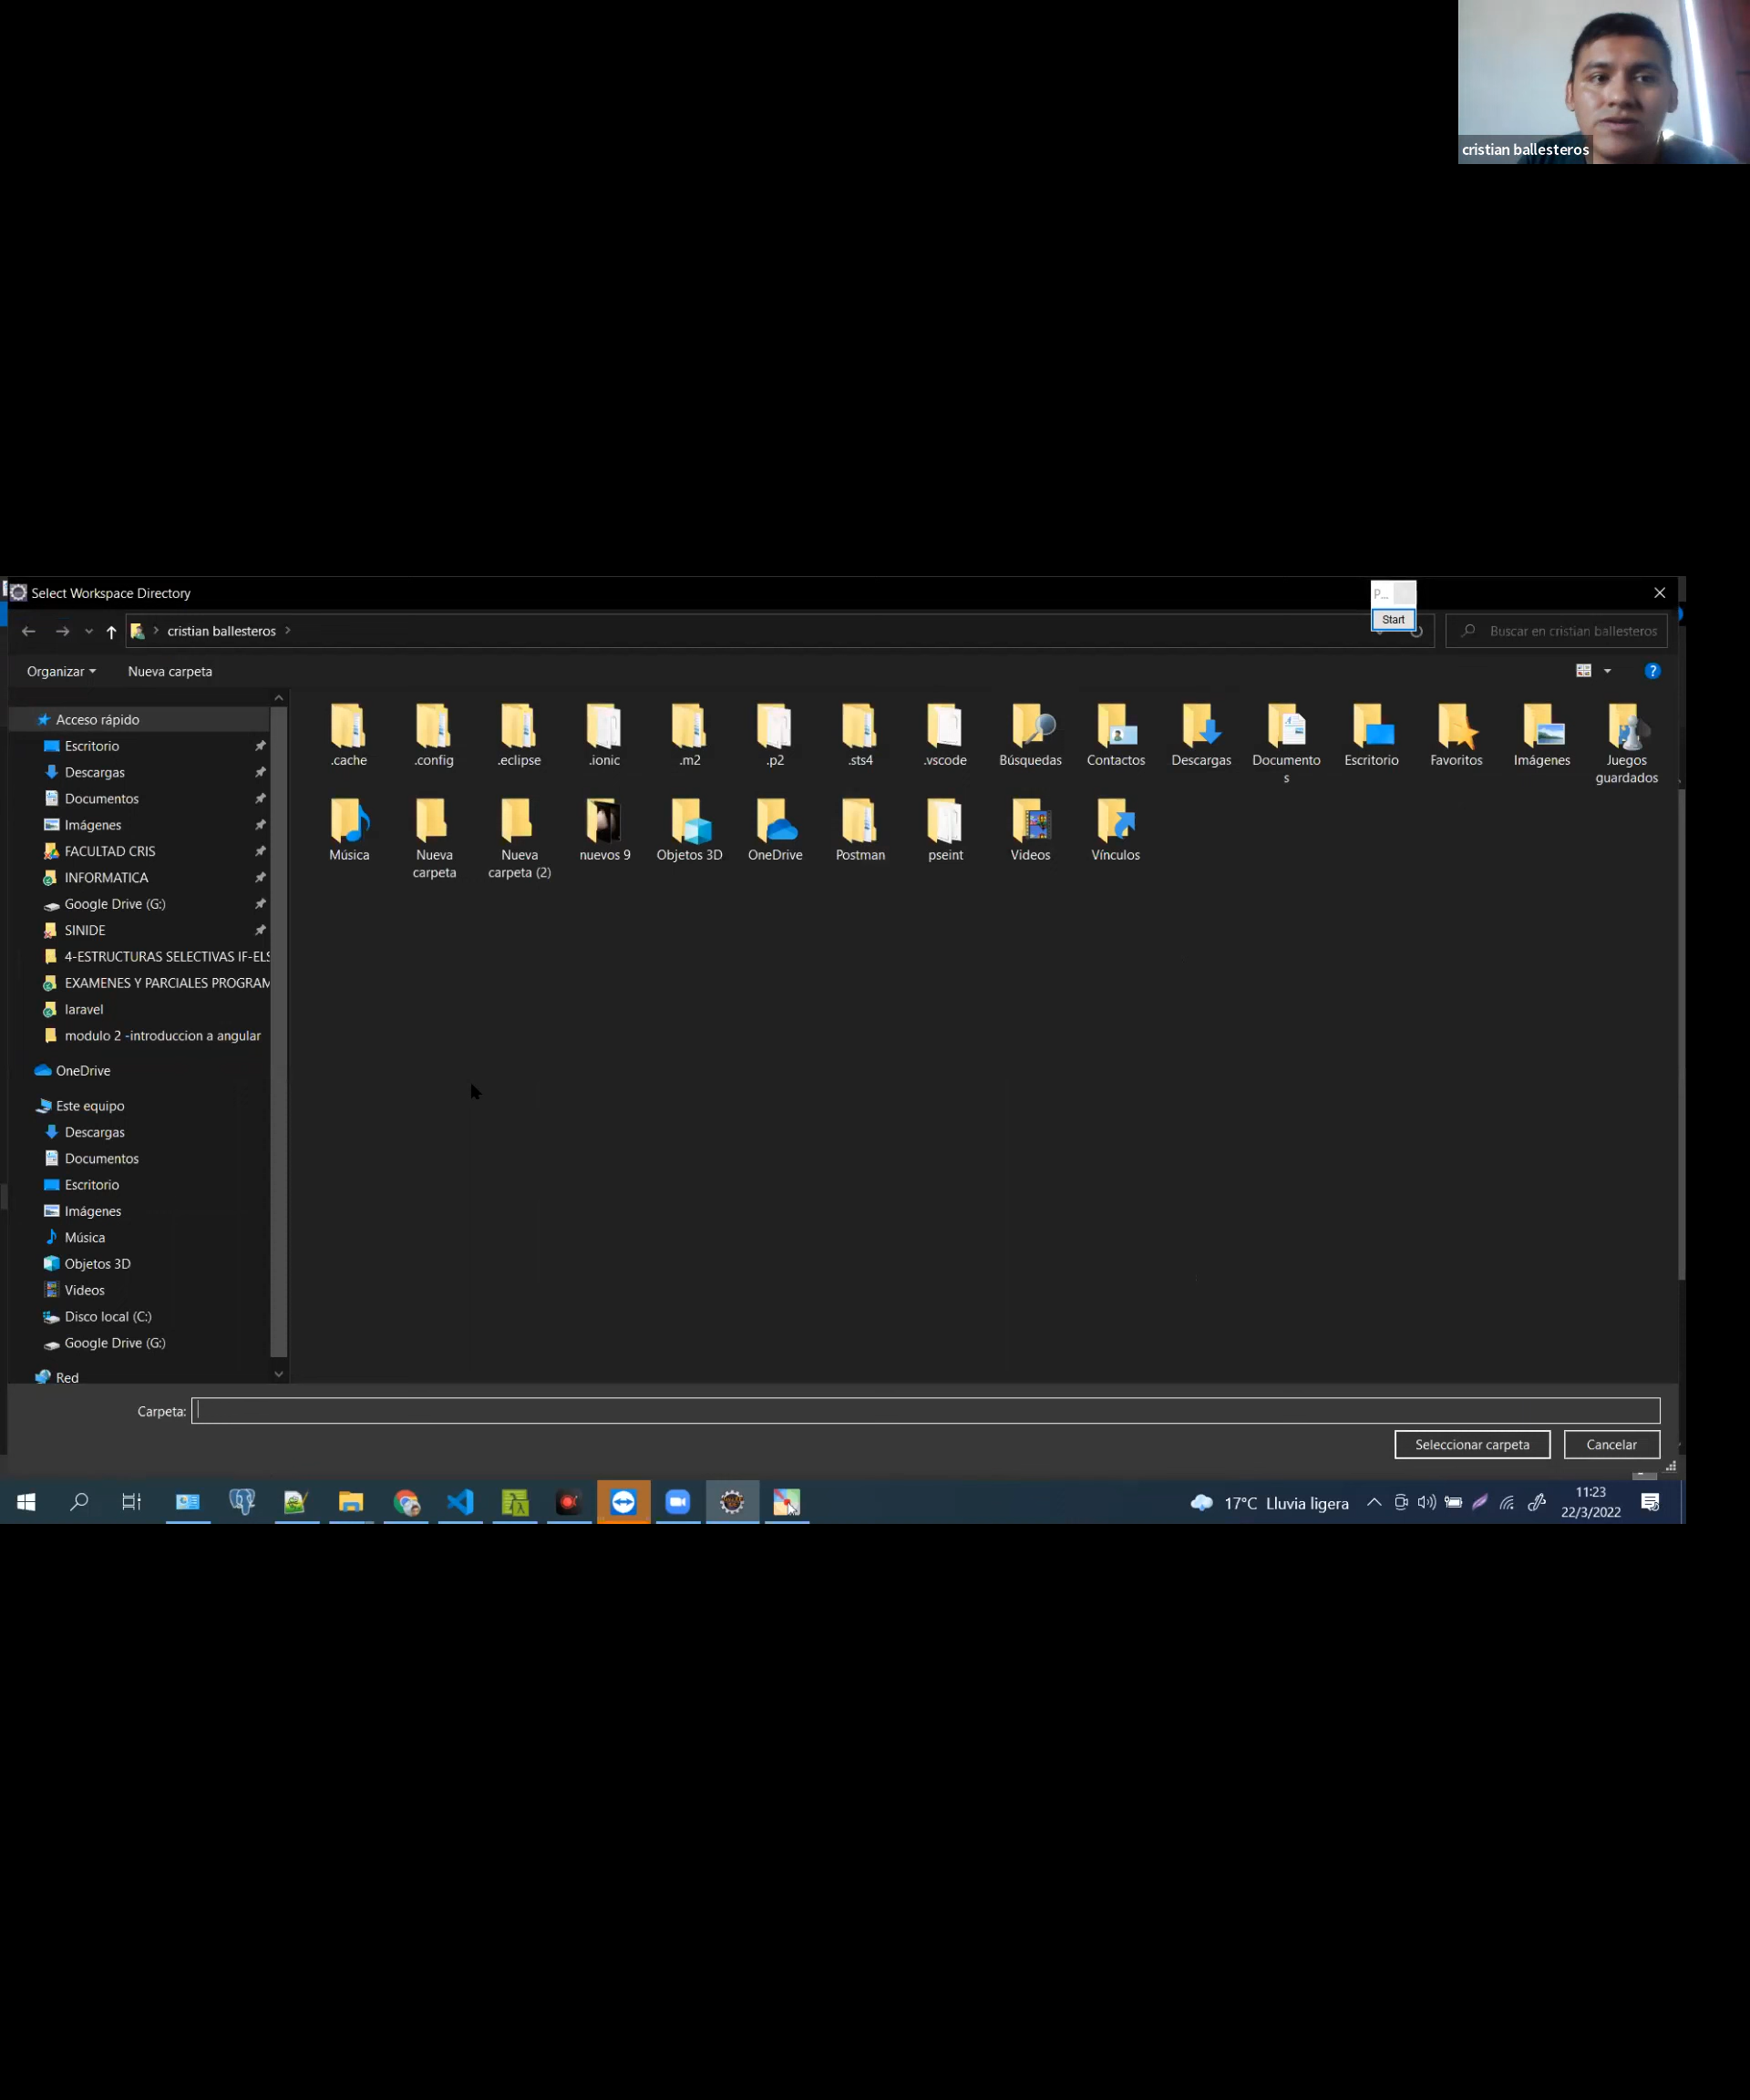 cristian ballesteros
Select Workspace Directory
P...
Start
cristian ballesteros
Buscar en cristian ballesteros
Organizar
Nueva carpeta
Acceso rápido
Escritorio
Descargas
Documentos
Imágenes
FACULTAD CRIS
INFORMATICA
Google Drive (G:)
SINIDE
4-ESTRUCTURAS SELECTIVAS IF-ELS
EXAMENES Y PARCIALES PROGRAM
laravel
modulo 2 -introduccion a angular
OneDrive
Este equipo
Descargas
Documentos
Escritorio
Imágenes
Música
Objetos 3D
Videos
Disco local (C:)
Google Drive (G:)
Red
.cache
.config
.eclipse
.ionic
.m2
.p2
.sts4
.vscode
Búsquedas
Contactos
Descargas
Documento
s
Escritorio
Favoritos
Imágenes
Juegos
guardados
Música
Nueva
carpeta
Nueva
carpeta (2)
nuevos 9
Objetos 3D
OneDrive
Postman
pseint
Videos
Vínculos
Carpeta:
Seleccionar carpeta
Cancelar
17°C Lluvia ligera
11:23
22/3/2022